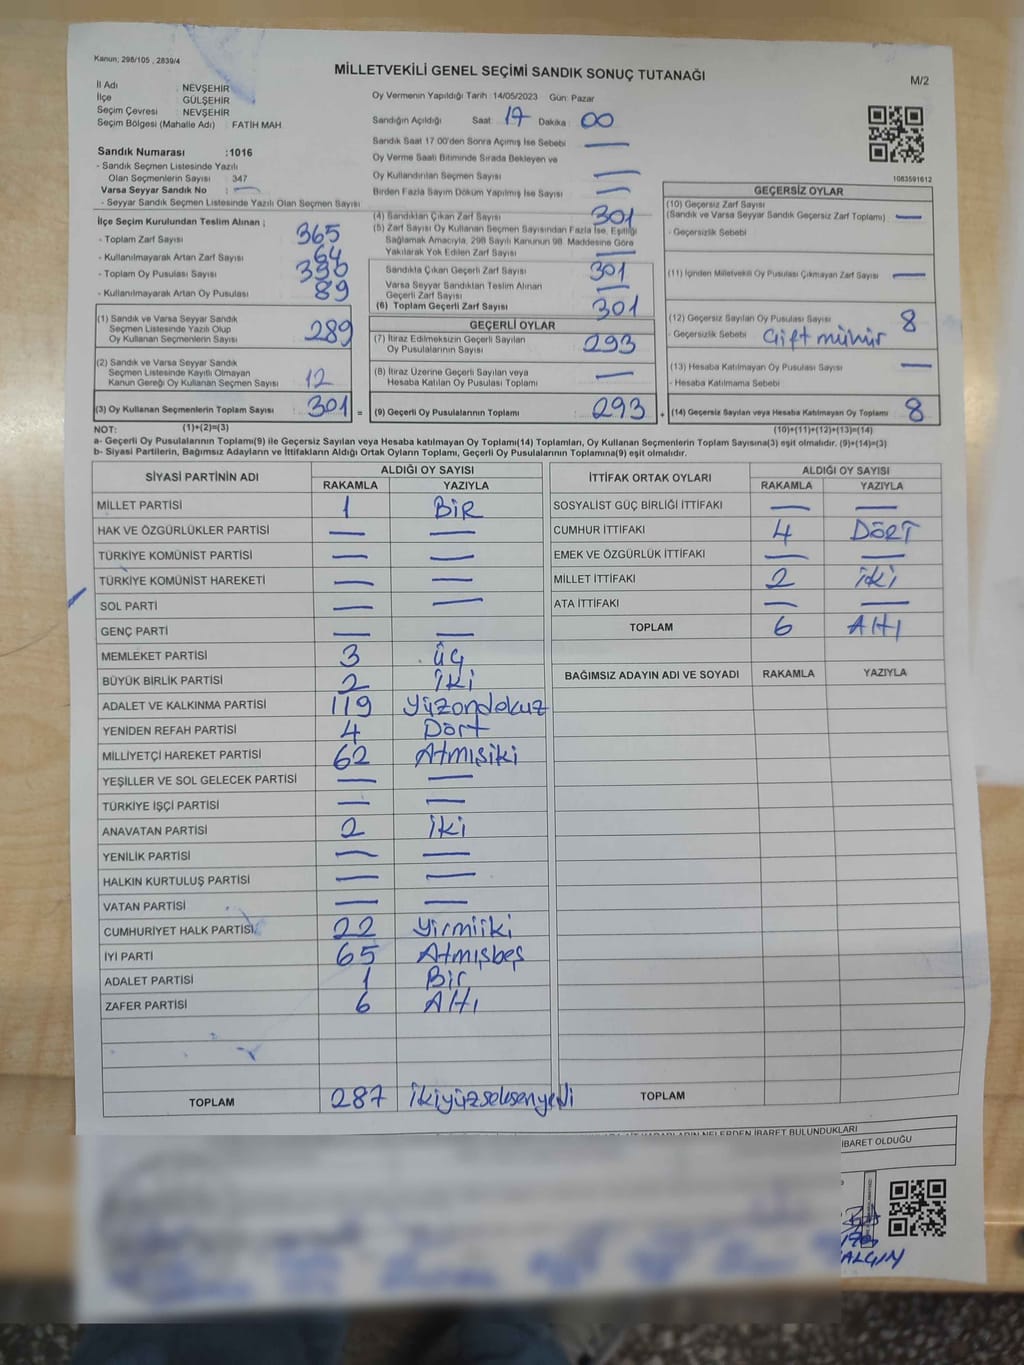 Kanun: 298/105 , 2839/4
MİLLETVEKİLİ GENEL SEÇİMİ SANDIK SONUÇ TUTANAĞI
M/2
İl Adı : NEVŞEHİR
İlçe GÜLŞEHİR
Seçim Çevresi : NEVŞEHİR
Seçim Bölgesi (Mahalle Adı) : FATİH MAH.
Oy Vermenin Yapıldığı Tarih : 14/05/2023 Gün: Pazar
Sandığın Açıldığı Saat : 17 Dakika : 00
Sandık Saat 17.00'den Sonra Açımış İse Sebebi : —
Oy Verme Saati Bitiminde Sırada Bekleyen ve
Oy Kullandırılan Seçmen Sayısı : —
Birden Fazla Sayım Döküm Yapılmış İse Sayısı : —
Sandık Numarası :1016
- Sandık Seçmen Listesinde Yazılı
Olan Seçmenlerin Sayısı : 347
Varsa Seyyar Sandık No : —
- Seyyar Sandık Seçmen Listesinde Yazılı Olan Seçmen Sayısı
1083591612
İlçe Seçim Kurulundan Teslim Alınan ;
- Toplam Zarf Sayısı : 365
- Kullanılmayarak Artan Zarf Sayısı : 64
- Toplam Oy Pusulası Sayısı :
- Kullanılmayarak Artan Oy Pusulası : 89
(1) Sandık ve Varsa Seyyar Sandık
Seçmen Listesinde Yazılı Olup
Oy Kullanan Seçmenlerin Sayısı : 289
(2) Sandık ve Varsa Seyyar Sandık
Seçmen Listesinde Kayıtlı Olmayan
Kanun Gereği Oy Kullanan Seçmen Sayısı : 12
(3) Oy Kullanan Seçmenlerin Toplam Sayısı : 301 =
(1)+(2)=(3)
(4) Sandıktan Çıkan Zarf Sayısı : 301
(5) Zarf Sayısı Oy Kullanan Seçmen Sayısından Fazla İse, Eşitliği
Sağlamak Amacıyla, 298 Sayılı Kanunun 98. Maddesine Göre
Yakılarak Yok Edilen Zarf Sayısı : —
Sandıkta Çıkan Geçerli Zarf Sayısı : 301
Varsa Seyyar Sandıktan Teslim Alınan
Geçerli Zarf Sayısı : —
(6) Toplam Geçerli Zarf Sayısı : 301
GEÇERLİ OYLAR
(7) İtiraz Edilmeksizin Geçerli Sayılan
Oy Pusulalarının Sayısı : 293
(8) İtiraz Üzerine Geçerli Sayılan veya
Hesaba Katılan Oy Pusulası Toplamı : —
(9) Geçerli Oy Pusulalarının Toplamı : 293 +
GEÇERSİZ OYLAR
(10) Geçersiz Zarf Sayısı
(Sandık ve Varsa Seyyar Sandık Geçersiz Zarf Toplamı) : —
- Geçersizlik Sebebi :
(11) İçinden Milletvekili Oy Pusulası Çıkmayan Zarf Sayısı : —
(12) Geçersiz Sayılan Oy Pusulası Sayısı : 8
- Geçersizlik Sebebi : Çift mühür
(13) Hesaba Katılmayan Oy Pusulası Sayısı : —
- Hesaba Katılmama Sebebi :
(14) Geçersiz Sayılan veya Hesaba Katılmayan Oy Toplamı : 8
(10)+(11)+(12)+(13)=(14)
NOT:
a- Geçerli Oy Pusulalarının Toplamı(9) ile Geçersiz Sayılan veya Hesaba katılmayan Oy Toplamı(14) Toplamları, Oy Kullanan Seçmenlerin Toplam Sayısına(3) eşit olmalıdır. (9)+(14)=(3)
b- Siyasi Partilerin, Bağımsız Adayların ve İttifakların Aldığı Ortak Oyların Toplamı, Geçerli Oy Pusulalarının Toplamına(9) eşit olmalıdır.
SİYASİ PARTİNİN ADI ALDIĞI OY SAYISI
RAKAMLA YAZIYLA
MİLLET PARTİSİ 1 BİR
HAK VE ÖZGÜRLÜKLER PARTİSİ — —
TÜRKİYE KOMÜNİST PARTİSİ — —
TÜRKİYE KOMÜNİST HAREKETİ — —
SOL PARTİ — —
GENÇ PARTİ — —
MEMLEKET PARTİSİ 3 üç
BÜYÜK BİRLİK PARTİSİ 2 İki
ADALET VE KALKINMA PARTİSİ 119 Yüzondokuz
YENİDEN REFAH PARTİSİ 4 Dört
MİLLİYETÇİ HAREKET PARTİSİ 62 Atmışiki
YEŞİLLER VE SOL GELECEK PARTİSİ — —
TÜRKİYE İŞÇİ PARTİSİ — —
ANAVATAN PARTİSİ 2 İki
YENİLİK PARTİSİ — —
HALKIN KURTULUŞ PARTİSİ — —
VATAN PARTİSİ — —
CUMHURİYET HALK PARTİSİ 22 Yirmiiki
İYİ PARTİ 65 Atmışbeş
ADALET PARTİSİ 1 Bir
ZAFER PARTİSİ 6 Altı
TOPLAM 287 İkiyüzseksenyedi
İTTİFAK ORTAK OYLARI ALDIĞI OY SAYISI
RAKAMLA YAZIYLA
SOSYALİST GÜÇ BİRLİĞİ İTTİFAKI — —
CUMHUR İTTİFAKI 4 DÖRT
EMEK VE ÖZGÜRLÜK İTTİFAKI — —
MİLLET İTTİFAKI 2 iki
ATA İTTİFAKI — —
TOPLAM 6 Altı
BAĞIMSIZ ADAYIN ADI VE SOYADI RAKAMLA YAZIYLA
TOPLAM
NELERDEN İBARET BULUNDUKLARI
İBARET OLDUĞU